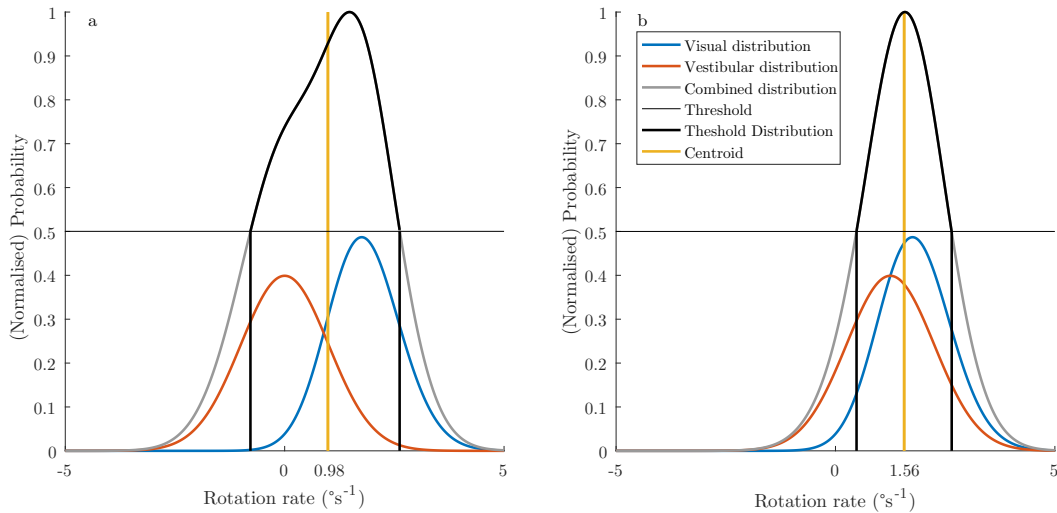 a
(Normalised) Probability
1
0.9
0.8
0.7
0.6
0.5
0.4
0.3
0.2
0.1
0
-5
0
0.98
5
Rotation rate (°s-1)
b
(Normalised) Probability
1
0.9
0.8
0.7
0.6
0.5
0.4
0.3
0.2
0.1
0
Visual distribution
Vestibular distribution
Combined distribution
Threshold
Theshold Distribution
Centroid
-5
0
1.56
5
Rotation rate (°s-1)